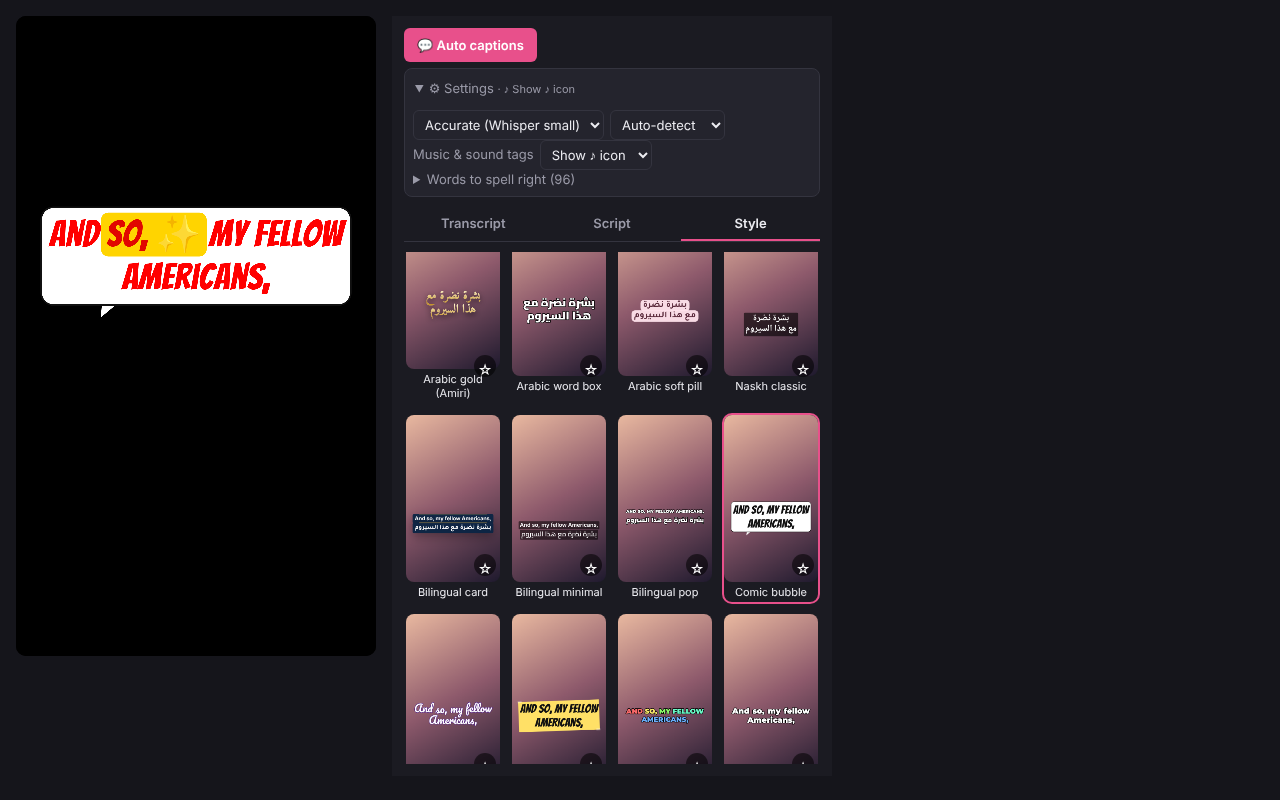 AND SO, ✨ MY FELLOW
AMERICANS,
💬 Auto captions
▼ ⚙ Settings · ♪ Show ♪ icon
Accurate (Whisper small)
Auto-detect
Music & sound tags
Show ♪ icon
▶ Words to spell right (96)
Transcript
Script
Style
بشرة نضرة مع
هذا السيروم
Arabic gold
(Amiri)
بشرة نضرة مع
هذا السيروم
Arabic word box
بشرة نضرة
مع هذا السيروم
Arabic soft pill
بشرة نضرة
مع هذا السيروم
Naskh classic
And so, my fellow Americans,
بشرة نضرة مع هذا السيروم
Bilingual card
And so, my fellow Americans,
بشرة نضرة مع هذا السيروم
Bilingual minimal
AND SO, MY FELLOW AMERICANS,
بشرة نضرة مع هذا السيروم
Bilingual pop
AND SO, MY FELLOW
AMERICANS,
Comic bubble
And so, my fellow
Americans,
AND SO, MY FELLOW
AMERICANS,
AND SO, MY FELLOW
AMERICANS,
And so, my fellow
Americans,